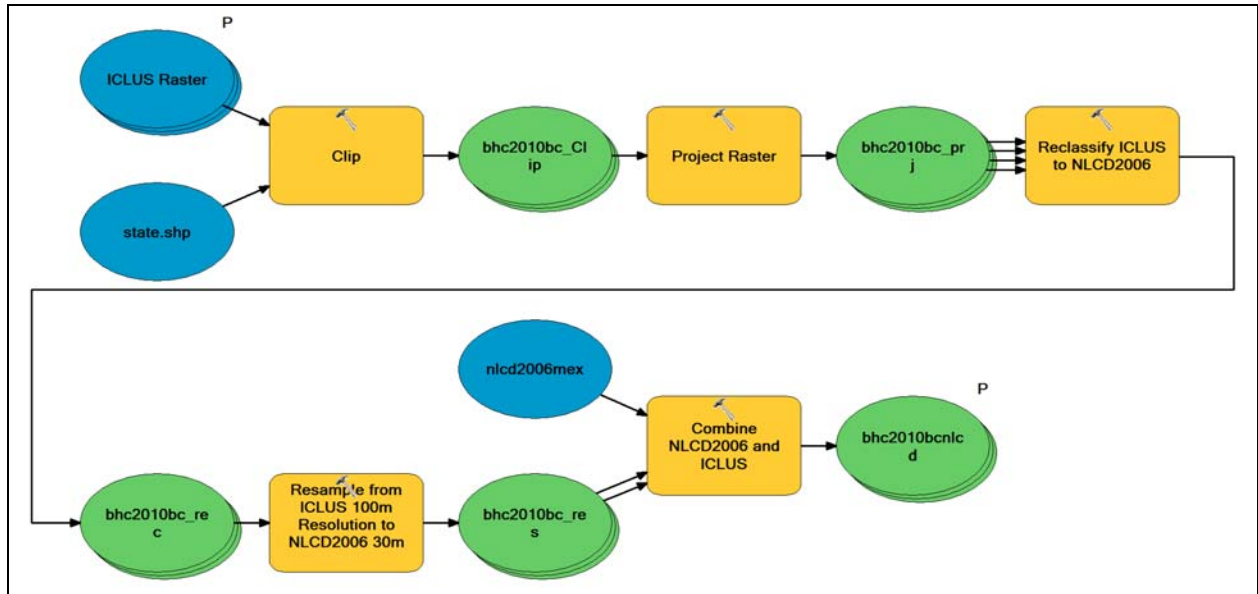 P
ICLUS Raster
Clip
bhc2010bc_Cl
ip
Project Raster
bhc2010bc_pr
j
Reclassify ICLUS
to NLCD2006
state.shp
nlcd2006mex
Combine
NLCD2006 and
ICLUS
P
bhc2010bcnlc
d
bhc2010bc_re
c
Resample from
ICLUS 100m
Resolution to
NLCD2006 30m
bhc2010bc_re
s